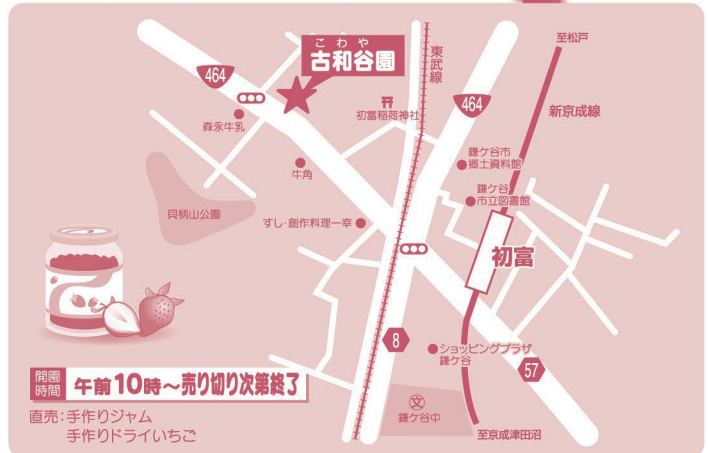 こわや
古和谷園
464
森永牛乳
牛角
貝柄山公園
すし・創作料理一幸
初富稲荷神社
東武線
464
至松戸
新京成線
鎌ケ谷市
郷土資料館
鎌ケ谷
市立図書館
初富
8
ショッピングプラザ
鎌ケ谷
57
文
鎌ケ谷中
至京成津田沼
開園
時間
午前10時~売り切り次第終了
直売:手作りジャム
手作りドライいちご